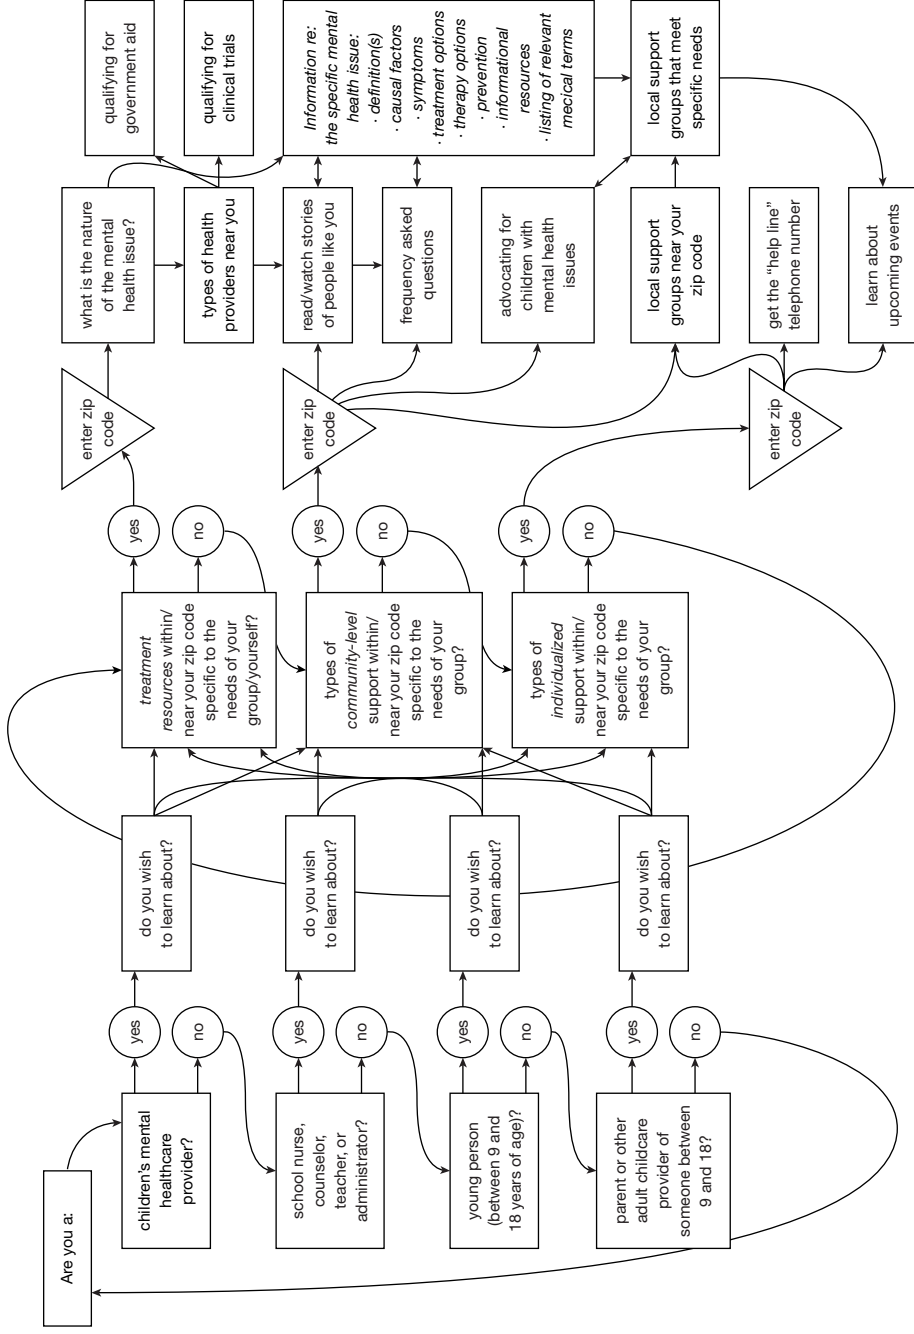 Are you a:
children's mental
healthcare
provider?
yes
no
school nurse,
counselor,
teacher, or
administrator?
yes
no
young person
(between 9 and
18 years of age)?
yes
no
parent or other
adult childcare
provider of
someone between
9 and 18?
yes
no
do you wish
to learn about?
do you wish
to learn about?
do you wish
to learn about?
do you wish
to learn about?
treatment
resources within/
near your zip code
specific to the
needs of your
group/yourself?
yes
no
types of
community-level
support within/
near your zip code
specific to the
needs of your
group?
yes
no
types of
individualized
support within/
near your zip code
specific to the
needs of your
group?
yes
no
enter zip
code
enter zip
code
enter zip
code
what is the nature
of the mental
health issue?
types of health
providers near you
read/watch stories
of people like you
frequency asked
questions
advocating for
children with
mental health
issues
local support
groups near your
zip code
get the “help line”
telephone number
learn about
upcoming events
qualifying for
government aid
qualifying for
clinical trials
Information re:
the specific mental
health issue:
· definition(s)
· causal factors
· symptoms
· treatment options
· therapy options
· prevention
· informational
resources
· listing of relevant
mecical terms
local support
groups that meet
specific needs